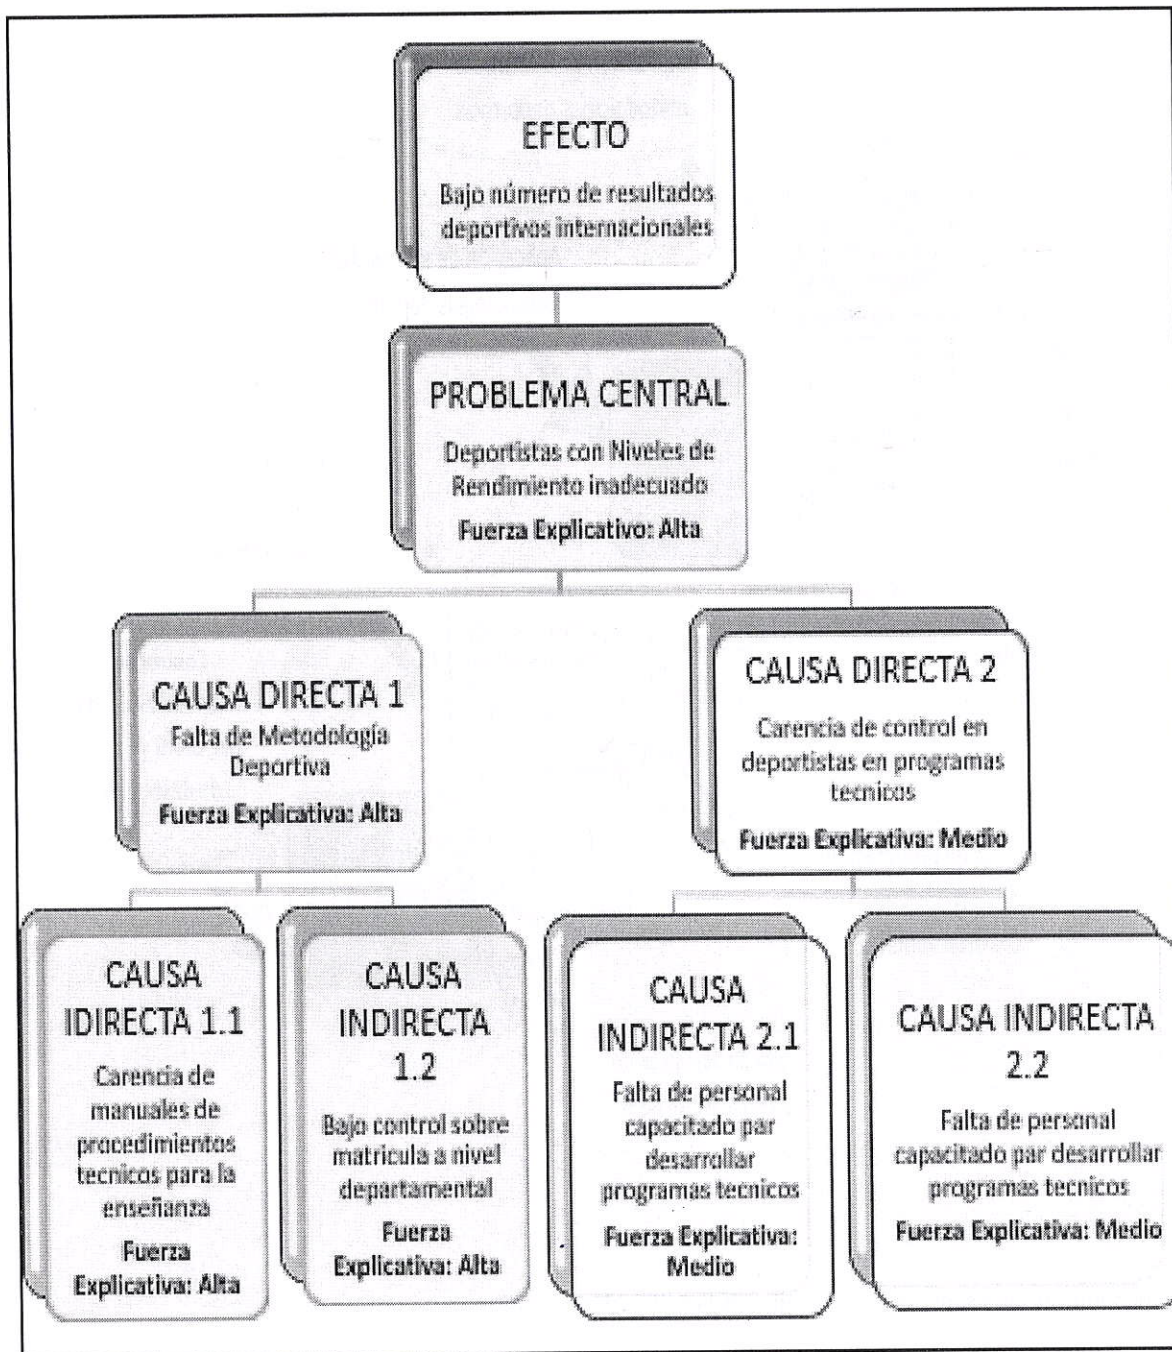 EFECTO
Bajo número de resultados
deportivos internacionales
PROBLEMA CENTRAL
Deportistas con Niveles de
Rendimiento inadecuado
Fuerza Explicativo: Alta
CAUSA DIRECTA 1
Falta de Metodología
Deportiva
Fuerza Explicativa: Alta
CAUSA DIRECTA 2
Carencia de control en
deportistas en programas
tecnicos
Fuerza Explicativa: Medio
CAUSA
IDIRECTA 1.1
Carencia de
manuales de
procedimientos
tecnicos para la
enseñanza
Fuerza
Explicativa: Alta
CAUSA
INDIRECTA
1.2
Bajo control sobre
matricula a nivel
departamental
Fuerza
Explicativa: Alta
CAUSA
INDIRECTA 2.1
Falta de personal
capacitado par
desarrollar
programas tecnicos
Fuerza Explicativa:
Medio
CAUSA INDIRECTA
2.2
Falta de personal
capacitado par desarrollar
programas tecnicos
Fuerza Explicativa: Medio